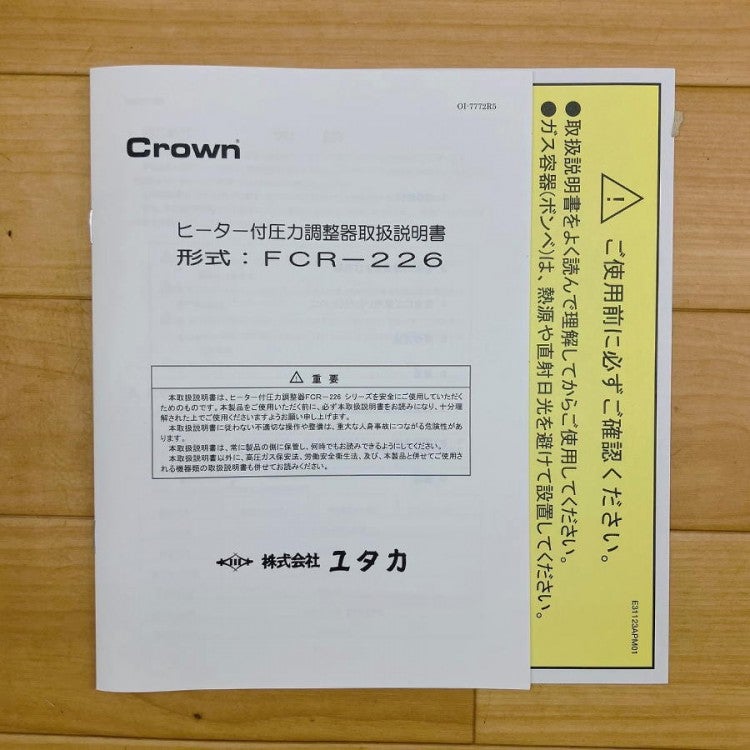 OI-7772R5
Crown
ヒーター付圧力調整器取扱説明書
形式：FCR－226
⚠ 重要
本取扱説明書は、ヒーター付圧力調整器FCR－226 シリーズを安全にご使用していただく
ためのものです。本製品をご使用いただく前に、必ず本取扱説明書をお読みになり、十分理
解された上でご使用くださいますようお願い申し上げます。
本取扱説明書に従わない不適切な操作や整備は、重大な人身事故につながる危険性があ
ります。
本取扱説明書は、常に製品の側に保管し、何時でもお読みできるようにしてください。
本取扱説明書以外に、高圧ガス保安法、労働安全衛生法、及び、本製品と併せてご使用さ
れる機器類の取扱説明書も併せてお読みください。
株式会社 ユタカ
⚠ ご使用前に必ずご確認ください。
●取扱説明書をよく読んで理解してからご使用してください。
●ガス容器(ボンベ)は、熱源や直射日光を避けて設置してください。
E31123APM01